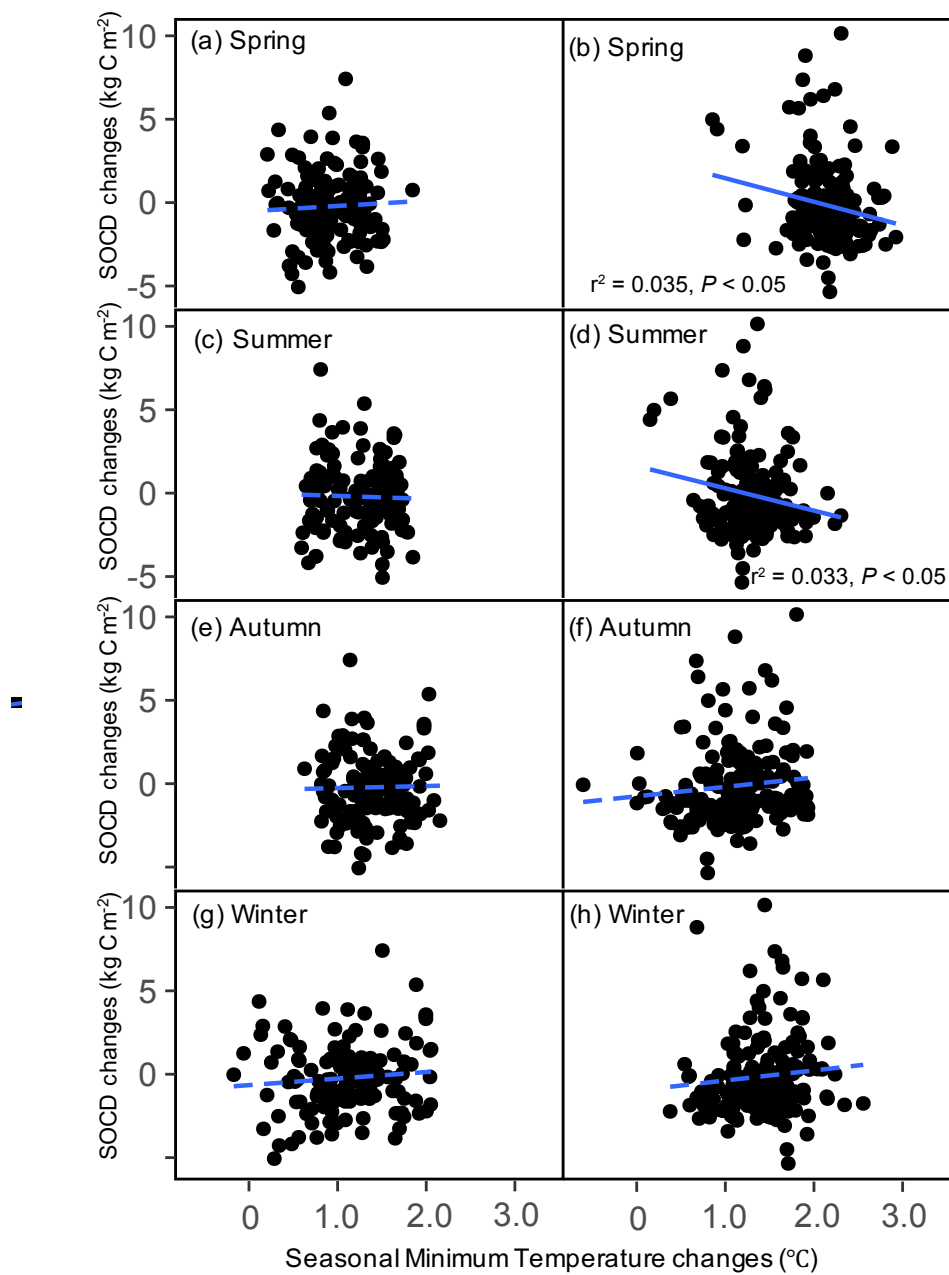 SOCD changes (kg C m-2)
10
5
0
-5
(a) Spring
(b) Spring
r2 = 0.035, P < 0.05
SOCD changes (kg C m-2)
10
5
0
-5
(c) Summer
(d) Summer
r2 = 0.033, P < 0.05
SOCD changes (kg C m-2)
10
5
0
(e) Autumn
(f) Autumn
SOCD changes (kg C m-2)
10
5
0
(g) Winter
(h) Winter
0 1.0 2.0 3.0 0 1.0 2.0 3.0
Seasonal Minimum Temperature changes (℃)